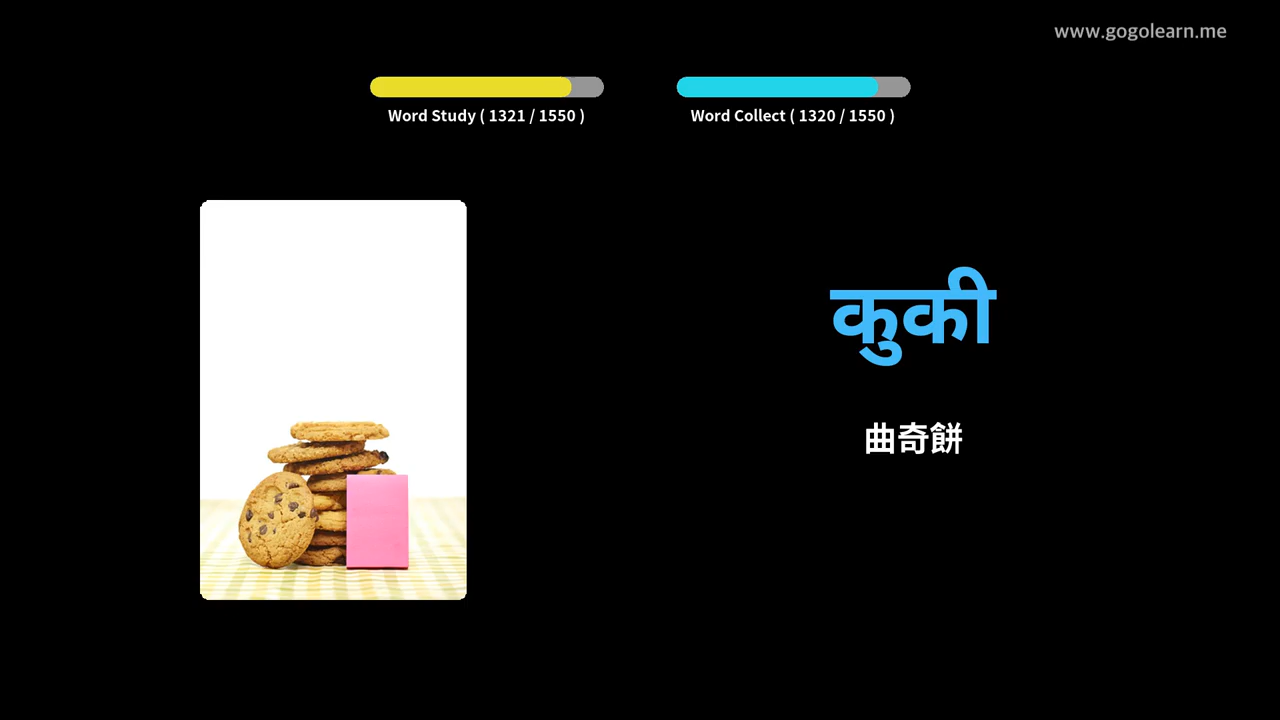 www.gogolearn.me
Word Study ( 1321 / 1550 )
Word Collect ( 1320 / 1550 )
कुकी
曲奇餅